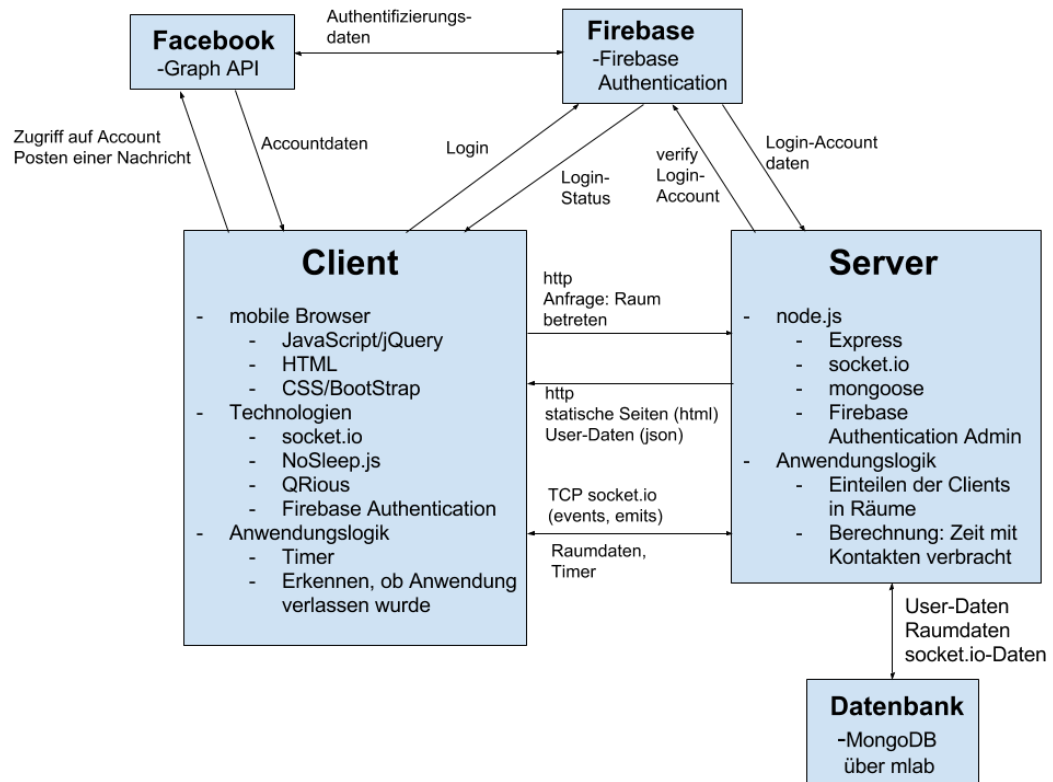 Facebook
-Graph API
Authentifizierungs-
daten
Firebase
-Firebase
Authentication
Zugriff auf Account
Posten einer Nachricht
Accountdaten
Login
Login-
Status
verify
Login-
Account
Login-Account
daten
Client
- mobile Browser
- JavaScript/jQuery
- HTML
- CSS/BootStrap
- Technologien
- socket.io
- NoSleep.js
- QRious
- Firebase Authentication
- Anwendungslogik
- Timer
- Erkennen, ob Anwendung
verlassen wurde
http
Anfrage: Raum
betreten
http
statische Seiten (html)
User-Daten (json)
TCP socket.io
(events, emits)
Raumdaten,
Timer
Server
- node.js
- Express
- socket.io
- mongoose
- Firebase
Authentication Admin
- Anwendungslogik
- Einteilen der Clients
in Räume
- Berechnung: Zeit mit
Kontakten verbracht
User-Daten
Raumdaten
socket.io-Daten
Datenbank
-MongoDB
über mlab